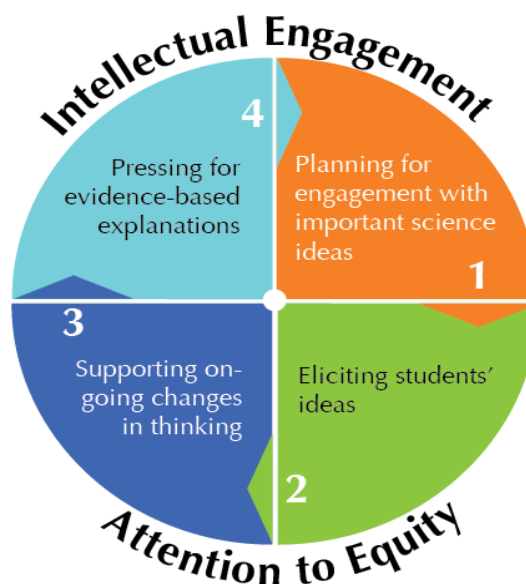 Intellectual Engagement
4
Pressing for
evidence-based
explanations
Planning for
engagement with
important science
ideas
1
3
Supporting on-
going changes
in thinking
Eliciting students'
ideas
2
Attention to Equity